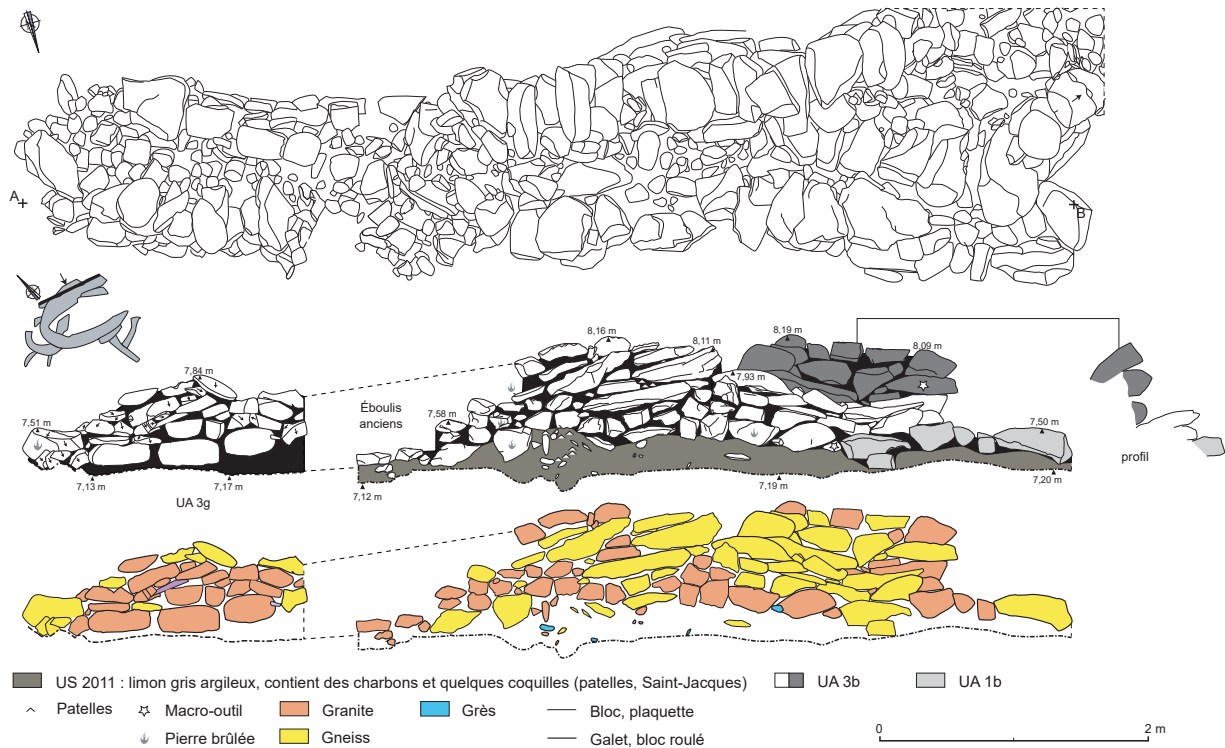 A
B
8,16 m
8,19 m
8,11 m
8,09 m
7,84 m
7,93 m
Éboulis
anciens
7,58 m
7,51 m
7,50 m
profil
7,13 m
7,17 m
7,12 m
7,19 m
7,20 m
UA 3g
US 2011 : limon gris argileux, contient des charbons et quelques coquilles (patelles, Saint-Jacques)
UA 3b
UA 1b
Patelles
Macro-outil
Granite
Grès
Bloc, plaquette
Pierre brûlée
Gneiss
Galet, bloc roulé
0
2 m